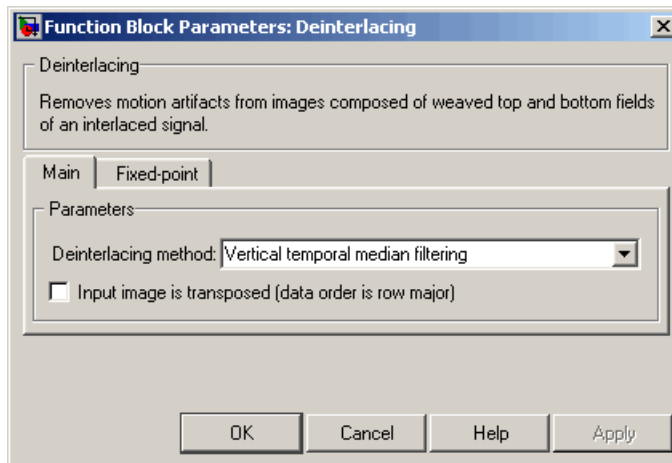 Function Block Parameters: Deinterlacing
Deinterlacing
Removes motion artifacts from images composed of weaved top and bottom fields
of an interlaced signal.
Main Fixed-point
Parameters
Deinterlacing method: Vertical temporal median filtering
Input image is transposed (data order is row major)
OK Cancel Help Apply